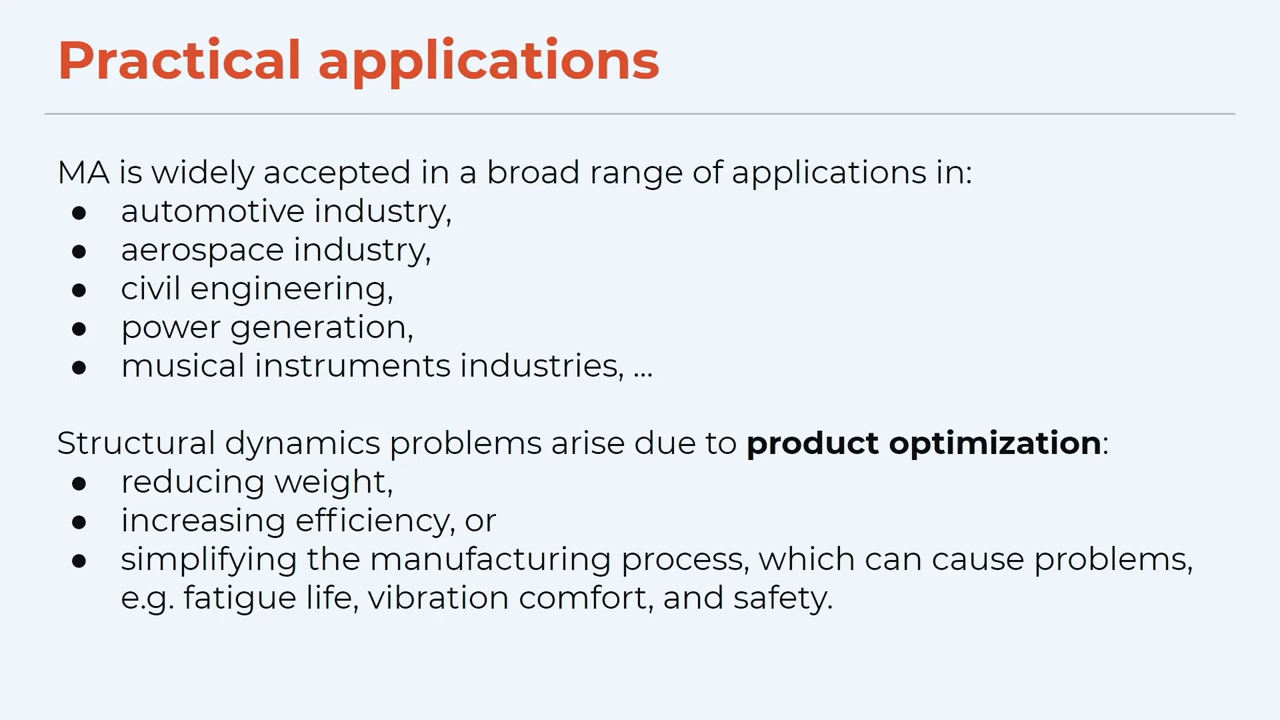 Practical applications
MA is widely accepted in a broad range of applications in:
● automotive industry,
● aerospace industry,
● civil engineering,
● power generation,
● musical instruments industries, ...
Structural dynamics problems arise due to product optimization:
● reducing weight,
● increasing efficiency, or
● simplifying the manufacturing process, which can cause problems,
e.g. fatigue life, vibration comfort, and safety.